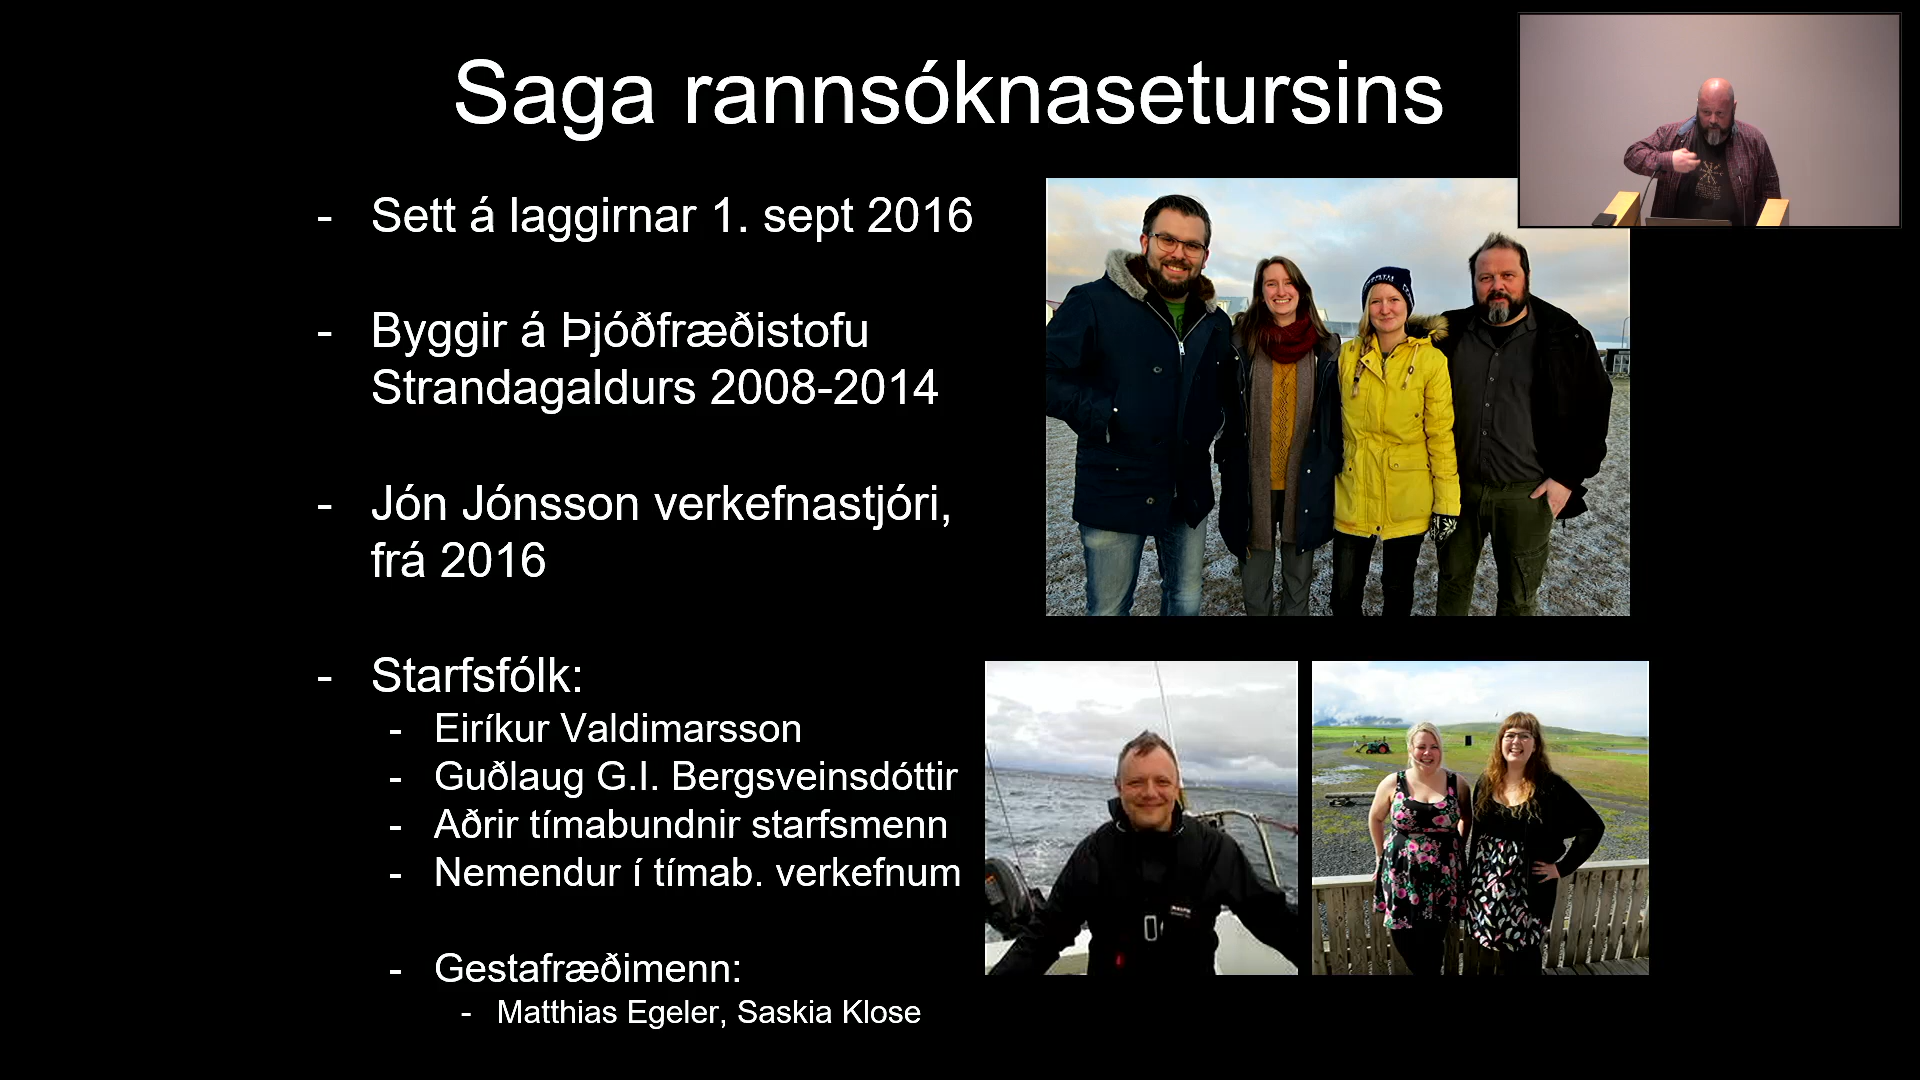 Saga rannsóknasetursins
- Sett á laggirnar 1. sept 2016
- Byggir á Þjóðfræðistofu
Strandagaldurs 2008-2014
- Jón Jónsson verkefnastjóri,
frá 2016
- Starfsfólk:
- Eiríkur Valdimarsson
- Guðlaug G.I. Bergsveinsdóttir
- Aðrir tímabundnir starfsmenn
- Nemendur í tímab. verkefnum
- Gestafræðimenn:
- Matthias Egeler, Saskia Klose